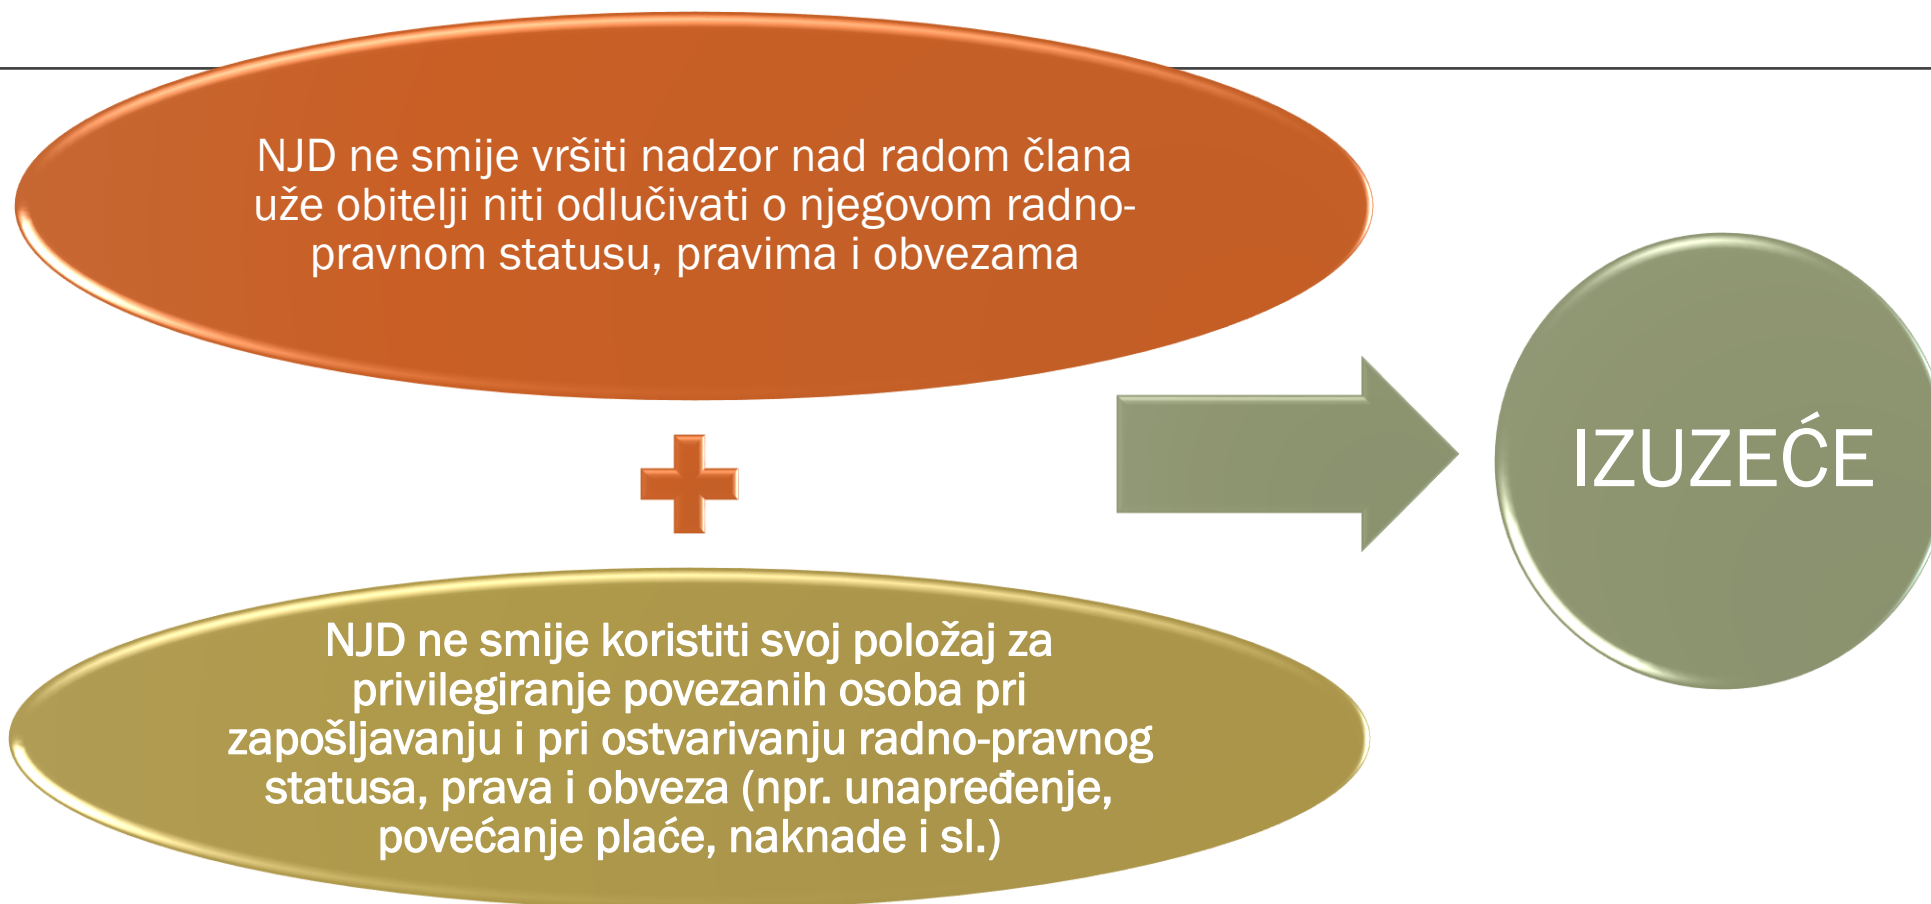 NJD ne smije vršiti nadzor nad radom člana
uže obitelji niti odlučivati o njegovom radno-
pravnom statusu, pravima i obvezama
IZUZEĆE
NJD ne smije koristiti svoj položaj za
privilegiranje povezanih osoba pri
zapošljavanju i pri ostvarivanju radno-pravnog
statusa, prava i obveza (npr. unapređenje,
povećanje plaće, naknade i sl.)